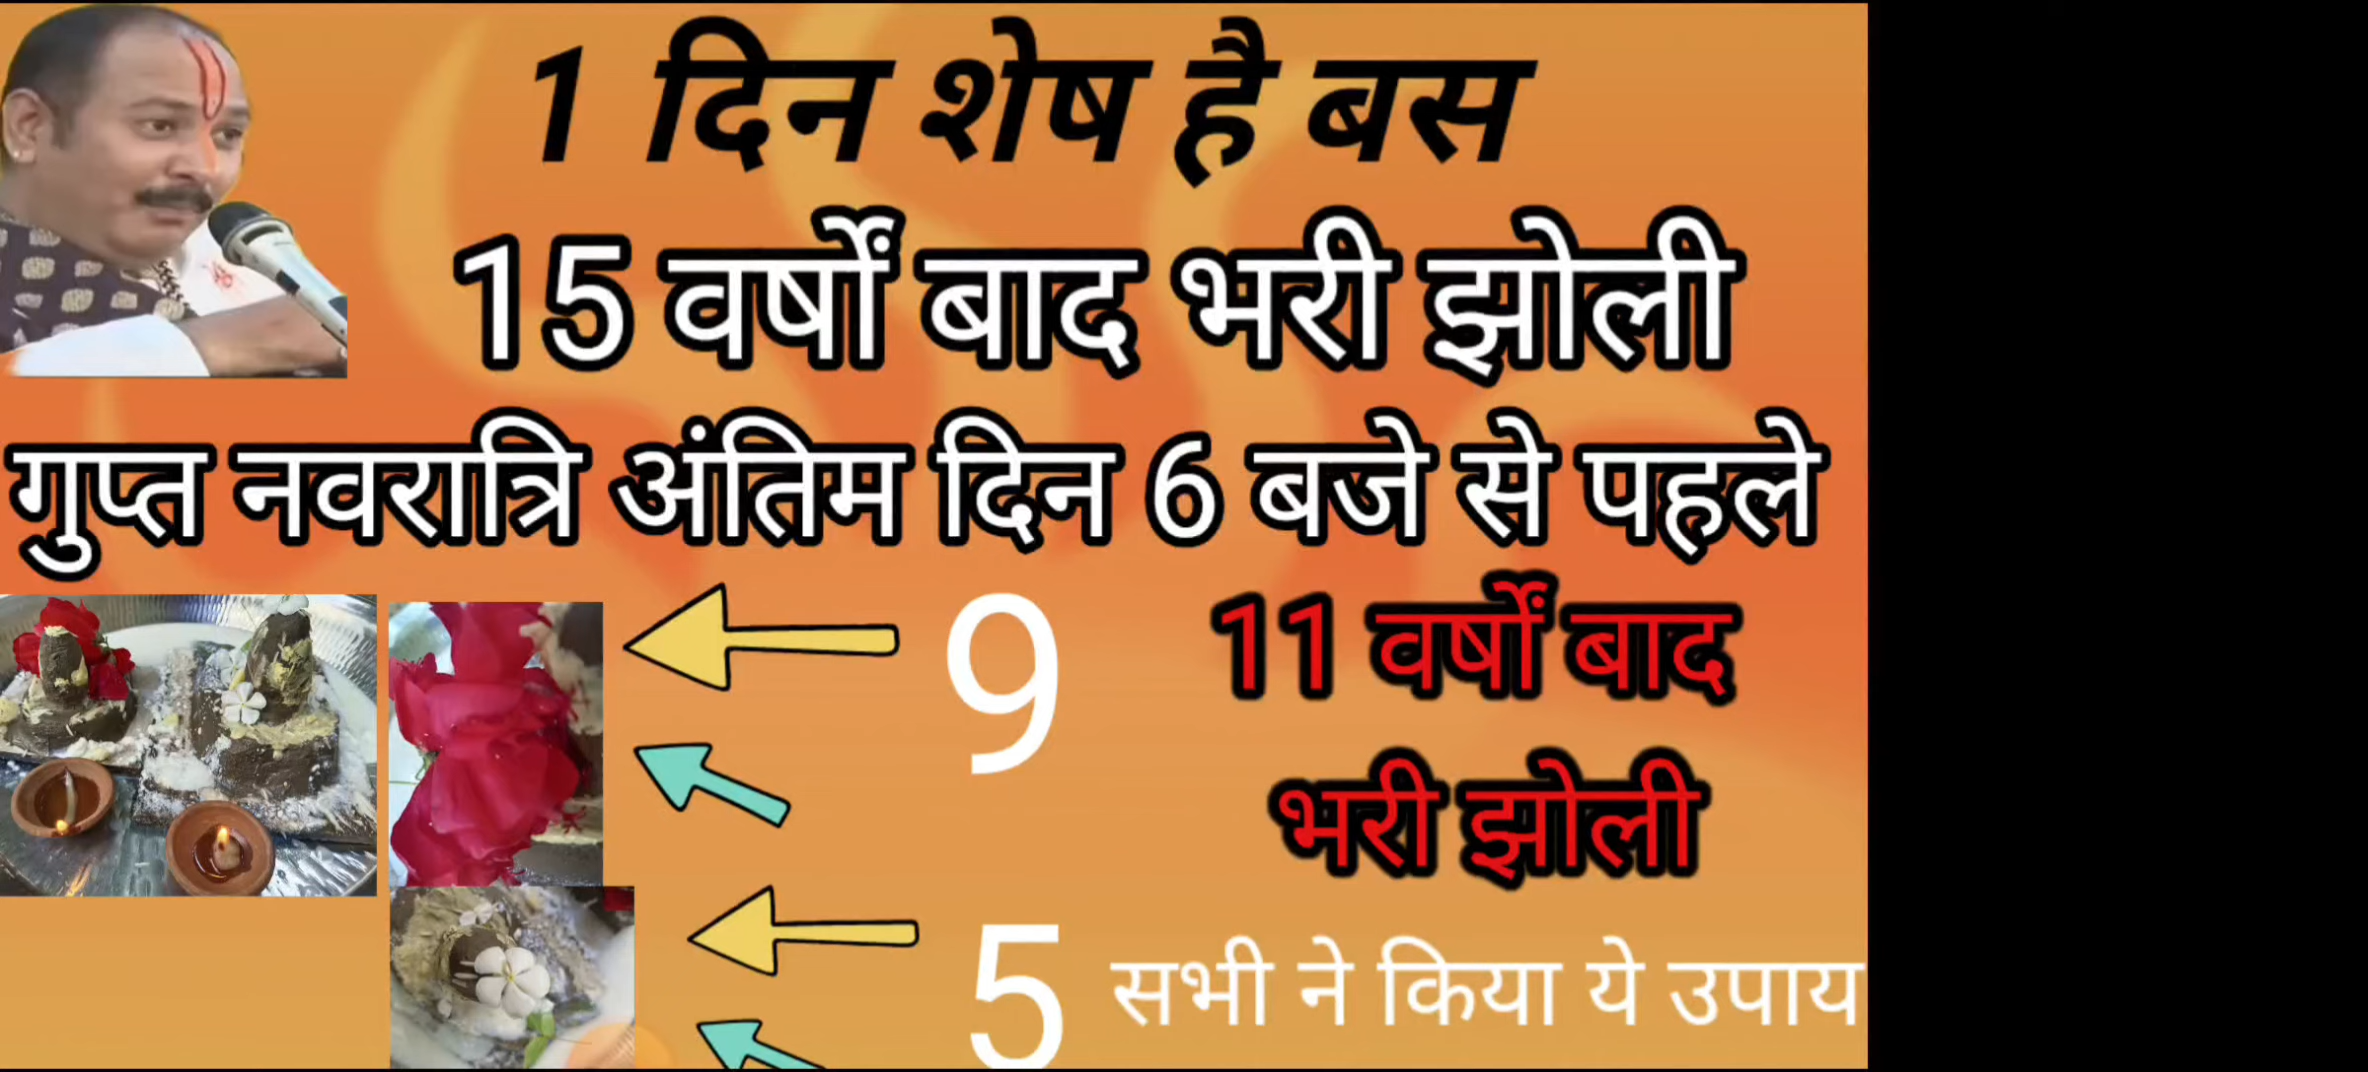 1 दिन शेष है बस
15 वर्षों बाद भरी झोली
गुप्त नवरात्रि अंतिम दिन 6 बजे से पहले
9
11 वर्षों बाद
भरी झोली
5
सभी ने किया ये उपाय